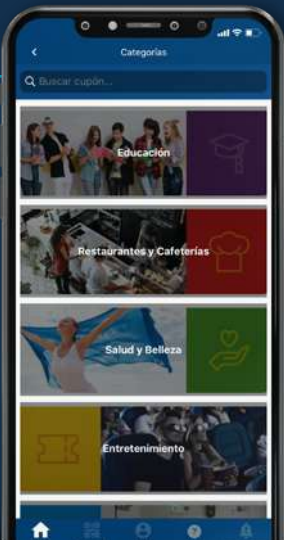 Categorías
Buscar cupón...
Educación
Restaurantes y Cafeterías
Salud y Belleza
Entretenimiento